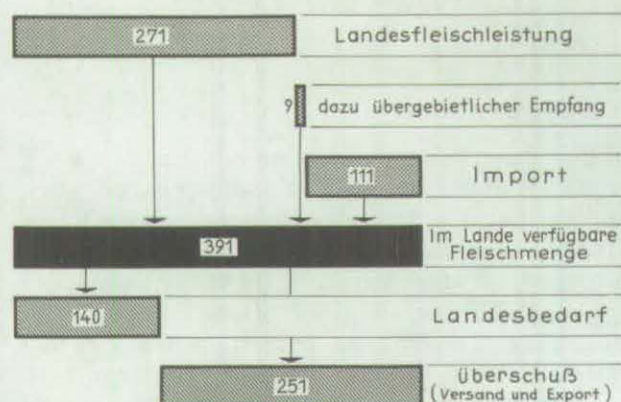 271 Landesfleischleistung
9 dazu übergebietlicher Empfang
111 Import
391 Im Lande verfügbare
Fleischmenge
140 Landesbedarf
251 Überschuß
(Versand und Export)